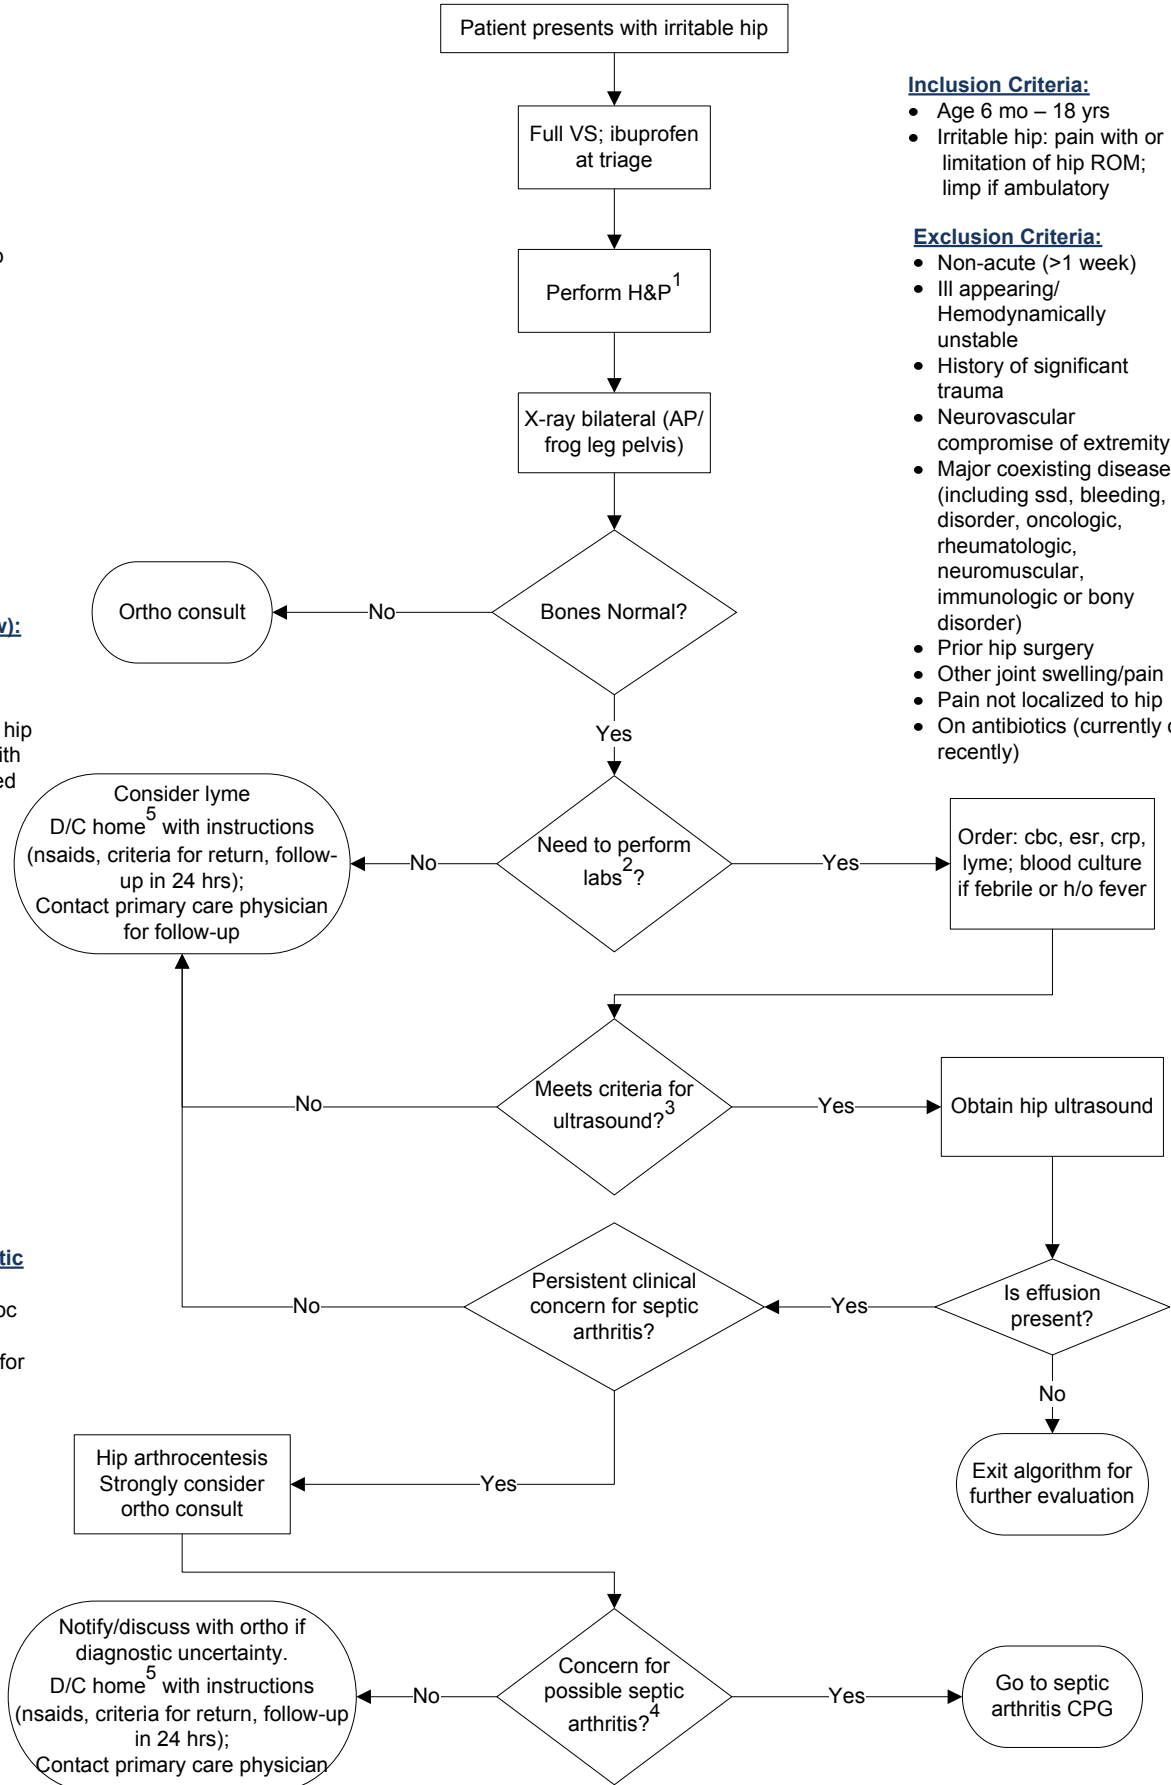 Patient presents with irritable hip
Full VS; ibuprofen
at triage
Perform H&P1
X-ray bilateral (AP/
frog leg pelvis)
Bones Normal?
No
Ortho consult
Yes
Need to perform
labs2?
No
Consider lyme
D/C home5 with instructions
(nsaids, criteria for return, follow-
up in 24 hrs);
Contact primary care physician
for follow-up
Yes
Order: cbc, esr, crp,
lyme; blood culture
if febrile or h/o fever
Meets criteria for
ultrasound?3
No
Yes
Obtain hip ultrasound
Is effusion
present?
No
Exit algorithm for
further evaluation
Yes
Persistent clinical
concern for septic
arthritis?
No
Yes
Hip arthrocentesis
Strongly consider
ortho consult
Concern for
possible septic
arthritis?4
No
Notify/discuss with ortho if
diagnostic uncertainty.
D/C home5 with instructions
(nsaids, criteria for return, follow-up
in 24 hrs);
Contact primary care physician
Yes
Go to septic
arthritis CPG
Inclusion Criteria:
• Age 6 mo – 18 yrs
• Irritable hip: pain with or
limitation of hip ROM;
limp if ambulatory
Exclusion Criteria:
• Non-acute (>1 week)
• Ill appearing/
Hemodynamically
unstable
• History of significant
trauma
• Neurovascular
compromise of extremity
• Major coexisting disease
(including ssd, bleeding,
disorder, oncologic,
rheumatologic,
neuromuscular,
immunologic or bony
disorder)
• Prior hip surgery
• Other joint swelling/pain
• Pain not localized to hip
• On antibiotics (currently
recently)
hip
for